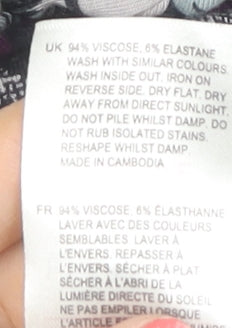 UK 94% VISCOSE, 6% ELASTANE
WASH WITH SIMILAR COLOURS
WASH INSIDE OUT. IRON ON
REVERSE SIDE. DRY FLAT. DRY
AWAY FROM DIRECT SUNLIGHT.
DO NOT PILE WHILST DAMP. DO
NOT RUB ISOLATED STAINS.
RESHAPE WHILST DAMP.
MADE IN CAMBODIA
FR 94% VISCOSE, 6% ÉLASTHANNE
LAVER AVEC DES COULEURS
SEMBLABLES. LAVER À
L'ENVERS. REPASSER À
L'ENVERS. SÉCHER À PLAT
SÉCHER À L'ABRI DE LA
LUMIÈRE DIRECTE DU SOLEIL
NE PAS EMPILER LORSQUE
L'ARTICLE